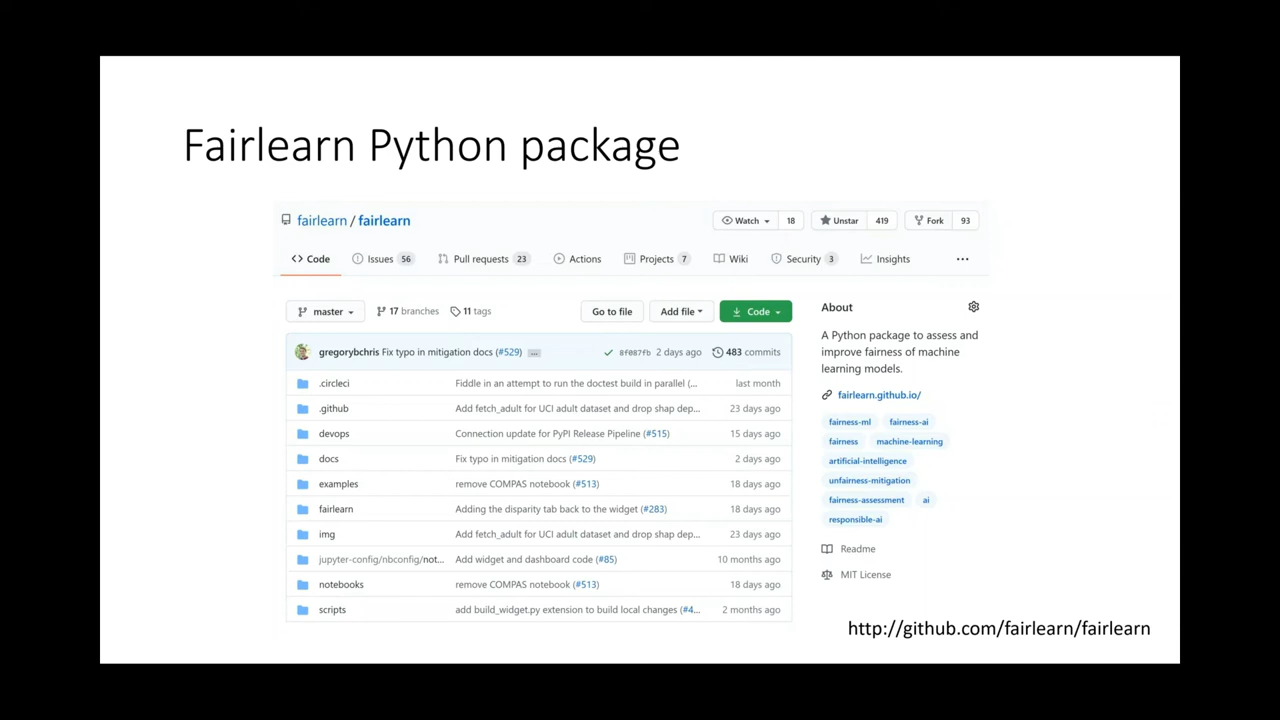 Fairlearn Python package
fairlearn / fairlearn
Watch 18 Unstar 419 Fork 93
Code Issues 56 Pull requests 23 Actions Projects 7 Wiki Security 3 Insights ...
master 17 branches 11 tags Go to file Add file Code
gregorybchris Fix typo in mitigation docs (#529) ... 8f087fb 2 days ago 483 commits
.circleci Fiddle in an attempt to run the doctest build in parallel (... last month
.github Add fetch_adult for UCI adult dataset and drop shap dep... 23 days ago
devops Connection update for PyPI Release Pipeline (#515) 15 days ago
docs Fix typo in mitigation docs (#529) 2 days ago
examples remove COMPAS notebook (#513) 18 days ago
fairlearn Adding the disparity tab back to the widget (#283) 18 days ago
img Add fetch_adult for UCI adult dataset and drop shap dep... 23 days ago
jupyter-config/nbconfig/not... Add widget and dashboard code (#85) 10 months ago
notebooks remove COMPAS notebook (#513) 18 days ago
scripts add build_widget.py extension to build local changes (#4... 2 months ago
About
A Python package to assess and
improve fairness of machine
learning models.
fairlearn.github.io/
fairness-ml fairness-ai
fairness machine-learning
artificial-intelligence
unfairness-mitigation
fairness-assessment ai
responsible-ai
Readme
MIT License
http://github.com/fairlearn/fairlearn